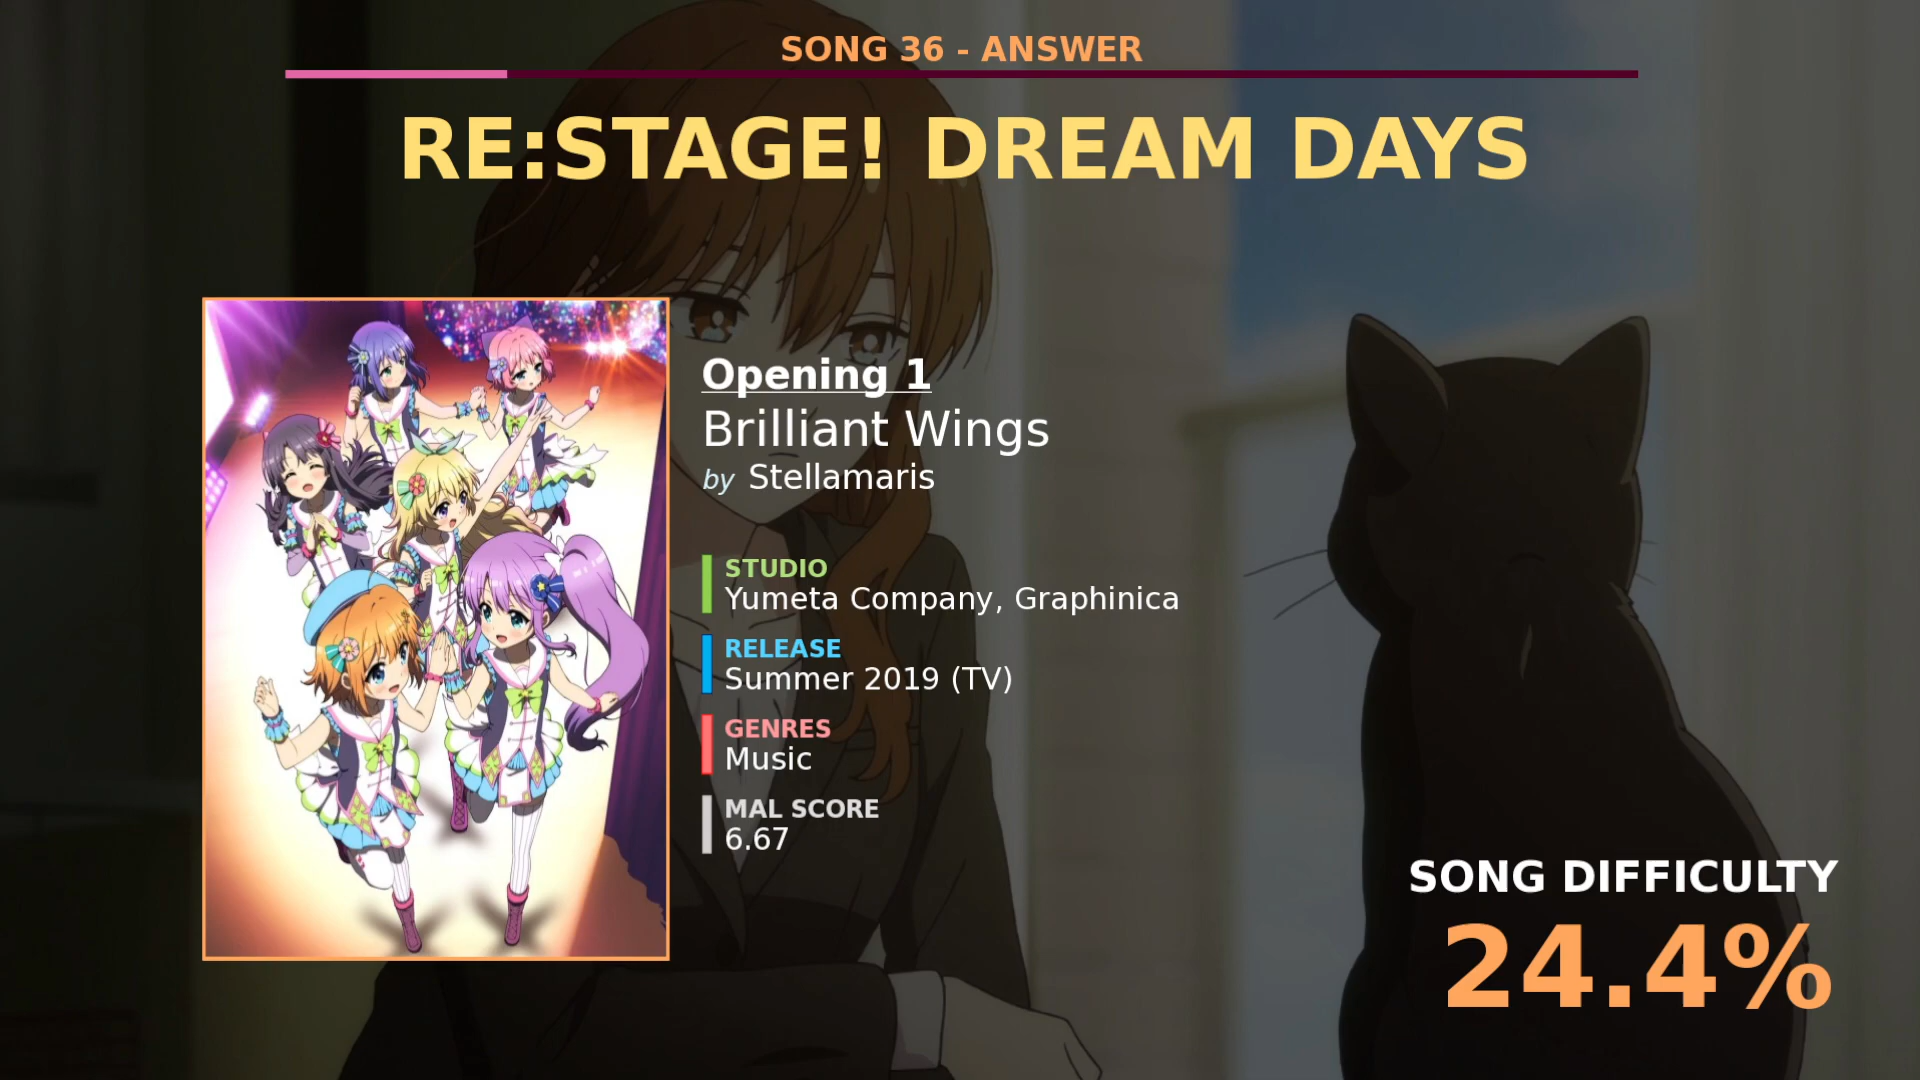 SONG 36 - ANSWER
RE:STAGE! DREAM DAYS
Opening 1
Brilliant Wings
by Stellamaris
STUDIO
Yumeta Company, Graphinica
RELEASE
Summer 2019 (TV)
GENRES
Music
MAL SCORE
6.67
SONG DIFFICULTY
24.4%